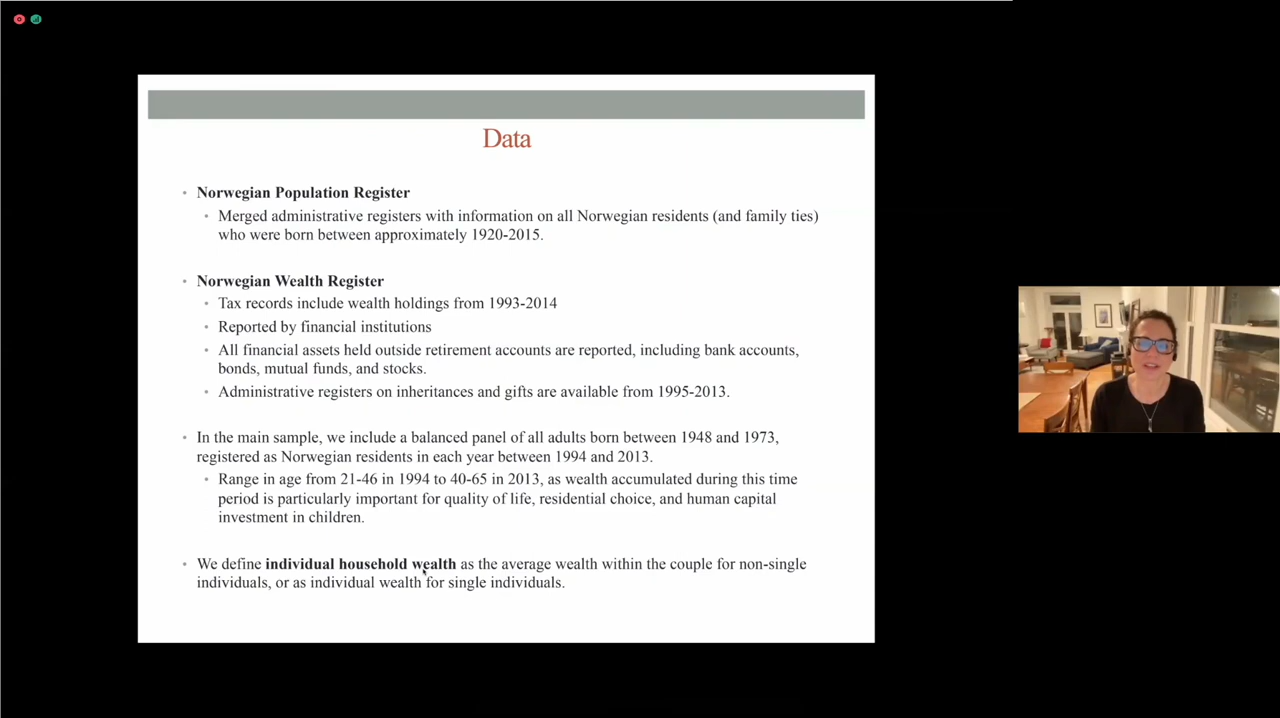 Data
Norwegian Population Register
Merged administrative registers with information on all Norwegian residents (and family ties)
who were born between approximately 1920-2015.
Norwegian Wealth Register
Tax records include wealth holdings from 1993-2014
Reported by financial institutions
All financial assets held outside retirement accounts are reported, including bank accounts,
bonds, mutual funds, and stocks.
Administrative registers on inheritances and gifts are available from 1995-2013.
In the main sample, we include a balanced panel of all adults born between 1948 and 1973,
registered as Norwegian residents in each year between 1994 and 2013.
Range in age from 21-46 in 1994 to 40-65 in 2013, as wealth accumulated during this time
period is particularly important for quality of life, residential choice, and human capital
investment in children.
We define individual household wealth as the average wealth within the couple for non-single
individuals, or as individual wealth for single individuals.